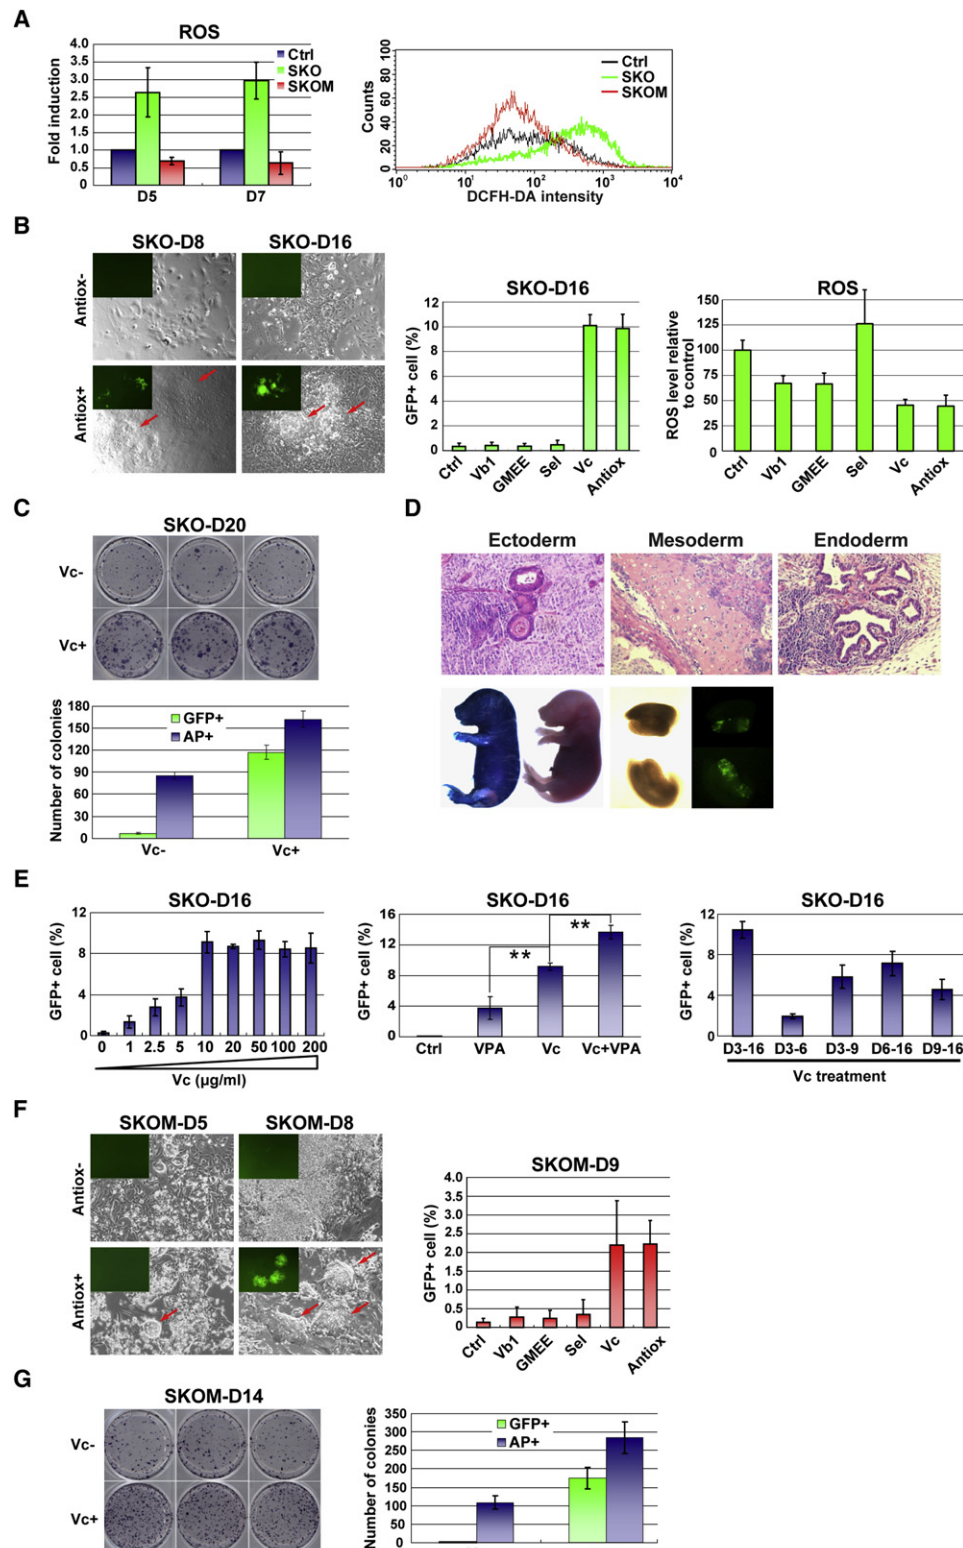 A
ROS
Fold induction
4.0
3.5
3.0
2.5
2.0
1.5
1.0
0.5
0
Ctrl
SKO
SKOM
D5 D7
Counts
100
80
60
40
20
0
Ctrl
SKO
SKOM
10⁰ 10¹ 10² 10³ 10⁴
DCFH-DA intensity
B
SKO-D8 SKO-D16
Antiox-
Antiox+
SKO-D16
GFP+ cell (%)
12
10
8
6
4
2
0
Ctrl Vb1 GMEE Sel Vc Antiox
ROS
ROS level relative
to control
150
125
100
75
50
25
0
Ctrl Vb1 GMEE Sel Vc Antiox
C
SKO-D20
Vc-
Vc+
Number of colonies
180
150
120
90
60
30
0
GFP+
AP+
Vc- Vc+
D
Ectoderm Mesoderm Endoderm
E
SKO-D16
GFP+ cell (%)
12
8
4
0
0 1 2.5 5 10 20 50 100 200
Vc (µg/ml)
SKO-D16
GFP+ cell (%)
16
12
8
4
0
**
**
Ctrl VPA Vc Vc+VPA
SKO-D16
GFP+ cell (%)
12
8
4
0
D3-16 D3-6 D3-9 D6-16 D9-16
Vc treatment
F
SKOM-D5 SKOM-D8
Antiox-
Antiox+
SKOM-D9
GFP+ cell (%)
4.0
3.5
3.0
2.5
2.0
1.5
1.0
0.5
0
Ctrl Vb1 GMEE Sel Vc Antiox
G
SKOM-D14
Vc-
Vc+
Number of colonies
350
300
250
200
150
100
50
0
GFP+
AP+